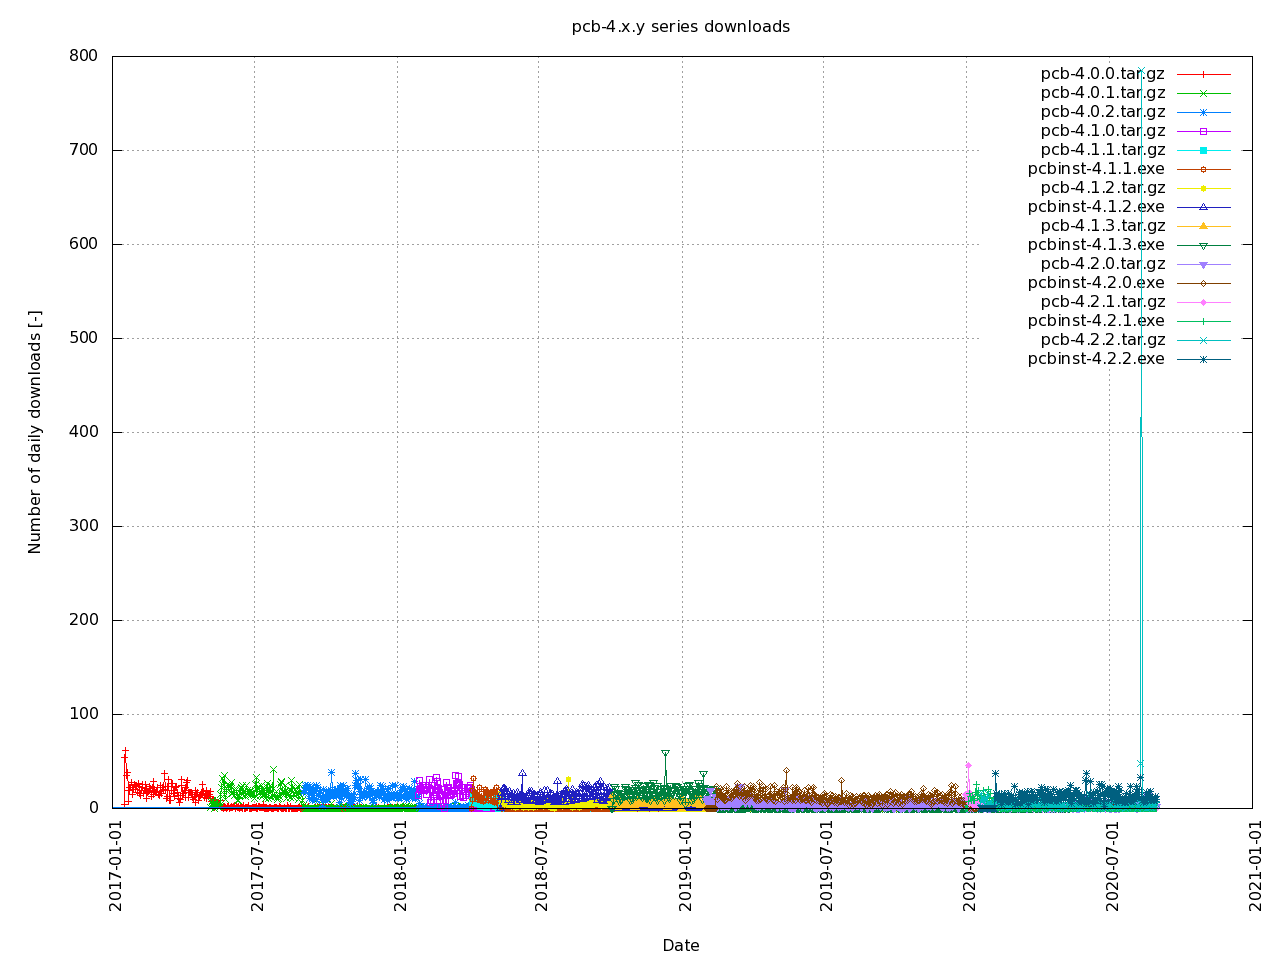 pcb-4.x.y series downloads
800
700
600
500
400
300
200
100
0
Number of daily downloads [-]
pcb-4.0.0.tar.gz
pcb-4.0.1.tar.gz
pcb-4.0.2.tar.gz
pcb-4.1.0.tar.gz
pcb-4.1.1.tar.gz
pcbinst-4.1.1.exe
pcb-4.1.2.tar.gz
pcbinst-4.1.2.exe
pcb-4.1.3.tar.gz
pcbinst-4.1.3.exe
pcb-4.2.0.tar.gz
pcbinst-4.2.0.exe
pcb-4.2.1.tar.gz
pcbinst-4.2.1.exe
pcb-4.2.2.tar.gz
pcbinst-4.2.2.exe
2017-01-01
2017-07-01
2018-01-01
2018-07-01
2019-01-01
2019-07-01
2020-01-01
2020-07-01
2021-01-01
Date